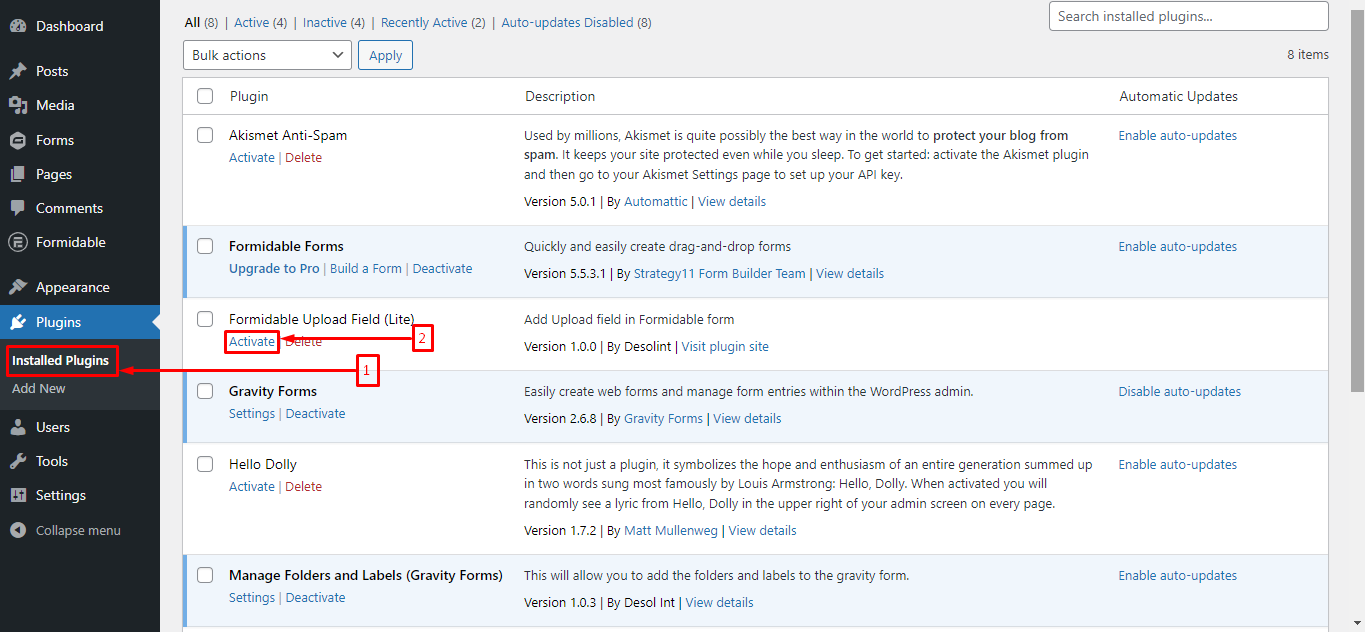 Dashboard
Posts
Media
Forms
Pages
Comments
Formidable
Appearance
Plugins
Installed Plugins
Add New
Users
Tools
Settings
Collapse menu
All (8) | Active (4) | Inactive (4) | Recently Active (2) | Auto-updates Disabled (8)
Search installed plugins...
Bulk actions
Apply
8 items
Plugin Description Automatic Updates
Akismet Anti-Spam
Activate | Delete
Used by millions, Akismet is quite possibly the best way in the world to protect your blog from
spam. It keeps your site protected even while you sleep. To get started: activate the Akismet plugin
and then go to your Akismet Settings page to set up your API key.
Version 5.0.1 | By Automattic | View details
Enable auto-updates
Formidable Forms
Upgrade to Pro | Build a Form | Deactivate
Quickly and easily create drag-and-drop forms
Version 5.5.3.1 | By Strategy11 Form Builder Team | View details
Enable auto-updates
Formidable Upload Field (Lite)
Activate | Delete
2
1
Add Upload field in Formidable form
Version 1.0.0 | By Desolint | Visit plugin site
Gravity Forms
Settings | Deactivate
Easily create web forms and manage form entries within the WordPress admin.
Version 2.6.8 | By Gravity Forms | View details
Disable auto-updates
Hello Dolly
Activate | Delete
This is not just a plugin, it symbolizes the hope and enthusiasm of an entire generation summed up
in two words sung most famously by Louis Armstrong: Hello, Dolly. When activated you will
randomly see a lyric from Hello, Dolly in the upper right of your admin screen on every page.
Version 1.7.2 | By Matt Mullenweg | View details
Enable auto-updates
Manage Folders and Labels (Gravity Forms)
Settings | Deactivate
This will allow you to add the folders and labels to the gravity form.
Version 1.0.3 | By Desol Int | View details
Enable auto-updates